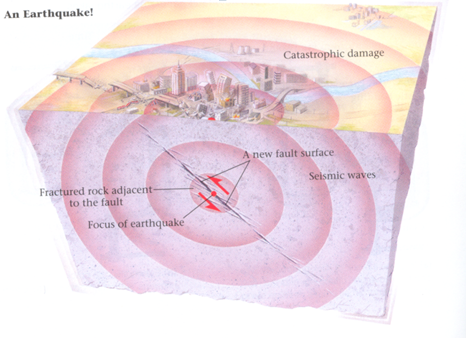 An Earthquake!
Catastrophic damage
A new fault surface
Seismic waves
Fractured rock adjacent
to the fault
Focus of earthquake